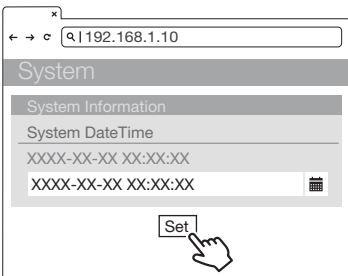 192.168.1.10
System
System Information
System DateTime
XXXX-XX-XX XX:XX:XX
XXXX-XX-XX XX:XX:XX
Set